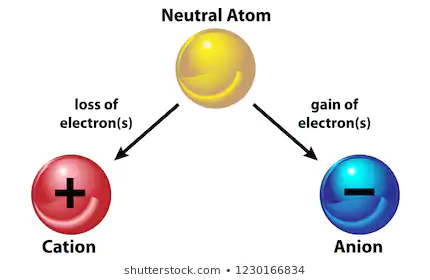 Neutral Atom
loss of
electron(s)
gain of
electron(s)
+
−
Cation
Anion
shutterstock.com • 1230166834